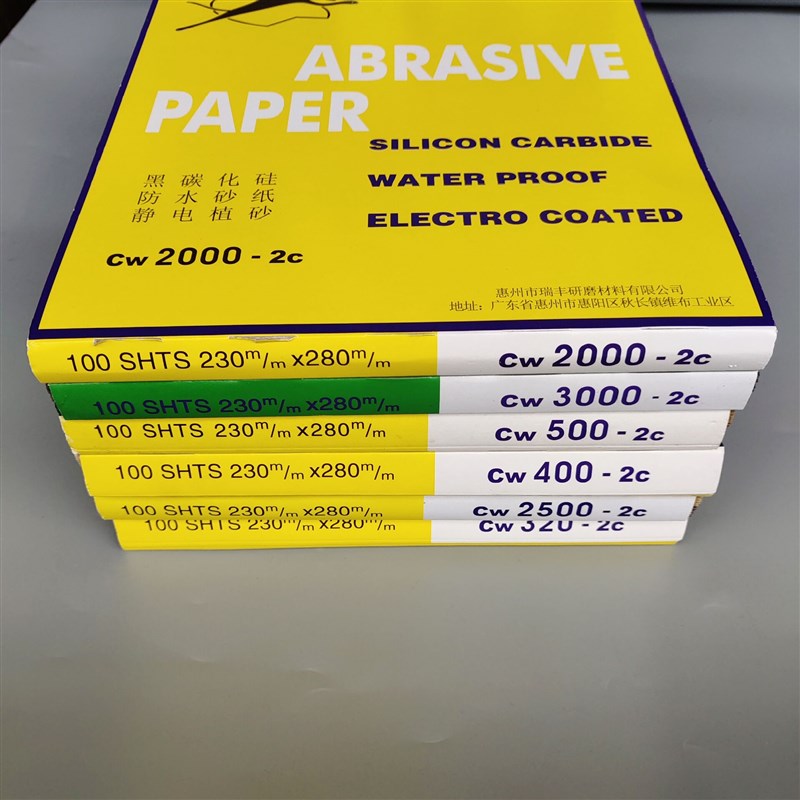 ABRASIVE
PAPER
SILICON CARBIDE
WATER PROOF
ELECTRO COATED
黑碳化硅
防水砂纸
静电植砂
CW 2000 - 2C
惠州市瑞丰研磨材料有限公司
地址：广东省惠州市惠阳区秋长镇维布工业区
100 SHTS 230m/m x280m/m CW 2000 - 2C
100 SHTS 230m/m x280m/m CW 3000 - 2C
100 SHTS 230m/m x280m/m CW 500 - 2C
100 SHTS 230m/m x280m/m CW 400 - 2C
100 SHTS 230m/m x280m/m CW 2500 - 2C
100 SHTS 230m/m x280m/m CW 320 - 2C